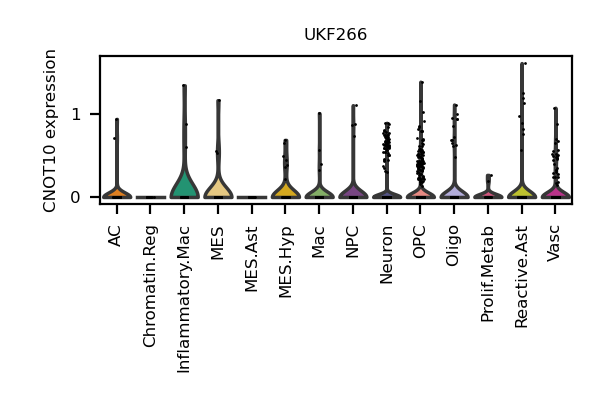 UKF266
CNOT10 expression
1
0
AC
Chromatin.Reg
Inflammatory.Mac
MES
MES.Ast
MES.Hyp
Mac
NPC
Neuron
OPC
Oligo
Prolif.Metab
Reactive.Ast
Vasc